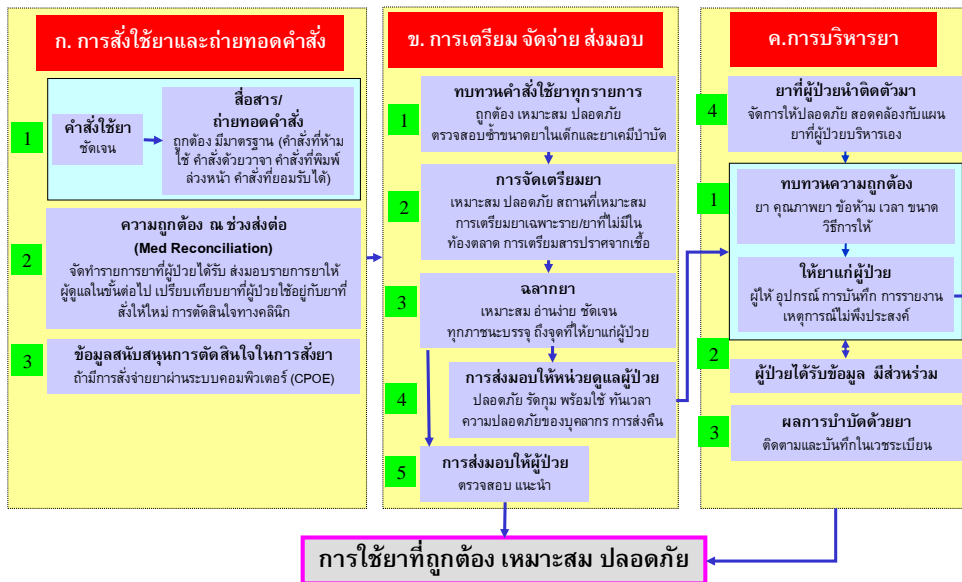 ก. การสั่งใช้ยาและถ่ายทอดคำสั่ง
1
คำสั่งใช้ยา
ชัดเจน
สื่อสาร/
ถ่ายทอดคำสั่ง
ถูกต้อง มีมาตรฐาน (คำสั่งที่ห้าม
ใช้ คำสั่งด้วยวาจา คำสั่งที่พิมพ์
ล่วงหน้า คำสั่งที่ยอมรับได้)
2
ความถูกต้อง ณ ช่วงส่งต่อ
(Med Reconciliation)
จัดทำรายการยาที่ผู้ป่วยได้รับ ส่งมอบรายการยาให้
ผู้ดูแลในขั้นต่อไป เปรียบเทียบยาที่ผู้ป่วยใช้อยู่กับยาที่
สั่งให้ใหม่ การตัดสินใจทางคลินิก
3
ข้อมูลสนับสนุนการตัดสินใจในการสั่งยา
ถ้ามีการสั่งจ่ายยาผ่านระบบคอมพิวเตอร์ (CPOE)
ข. การเตรียม จัดจ่าย ส่งมอบ
1
ทบทวนคำสั่งใช้ยาทุกรายการ
ถูกต้อง เหมาะสม ปลอดภัย
ตรวจสอบซ้ำขนาดยาในเด็กและยาเคมีบำบัด
2
การจัดเตรียมยา
เหมาะสม ปลอดภัย สถานที่เหมาะสม
การเตรียมยาเฉพาะราย/ยาที่ไม่มีใน
ท้องตลาด การเตรียมสารปราศจากเชื้อ
3
ฉลากยา
เหมาะสม อ่านง่าย ชัดเจน
ทุกภาชนะบรรจุ ถึงจุดที่ให้ยาแก่ผู้ป่วย
4
การส่งมอบให้หน่วยดูแลผู้ป่วย
ปลอดภัย รัดกุม พร้อมใช้ ทันเวลา
ความปลอดภัยของบุคลากร การส่งคืน
5
การส่งมอบให้ผู้ป่วย
ตรวจสอบ แนะนำ
ค.การบริหารยา
4
ยาที่ผู้ป่วยนำติดตัวมา
จัดการให้ปลอดภัย สอดคล้องกับแผน
ยาที่ผู้ป่วยบริหารเอง
1
ทบทวนความถูกต้อง
ยา คุณภาพยา ข้อห้าม เวลา ขนาด
วิธีการให้
ให้ยาแก่ผู้ป่วย
ผู้ให้ อุปกรณ์ การบันทึก การรายงาน
เหตุการณ์ไม่พึงประสงค์
2
ผู้ป่วยได้รับข้อมูล มีส่วนร่วม
3
ผลการบำบัดด้วยยา
ติดตามและบันทึกในเวชระเบียน
การใช้ยาที่ถูกต้อง เหมาะสม ปลอดภัย